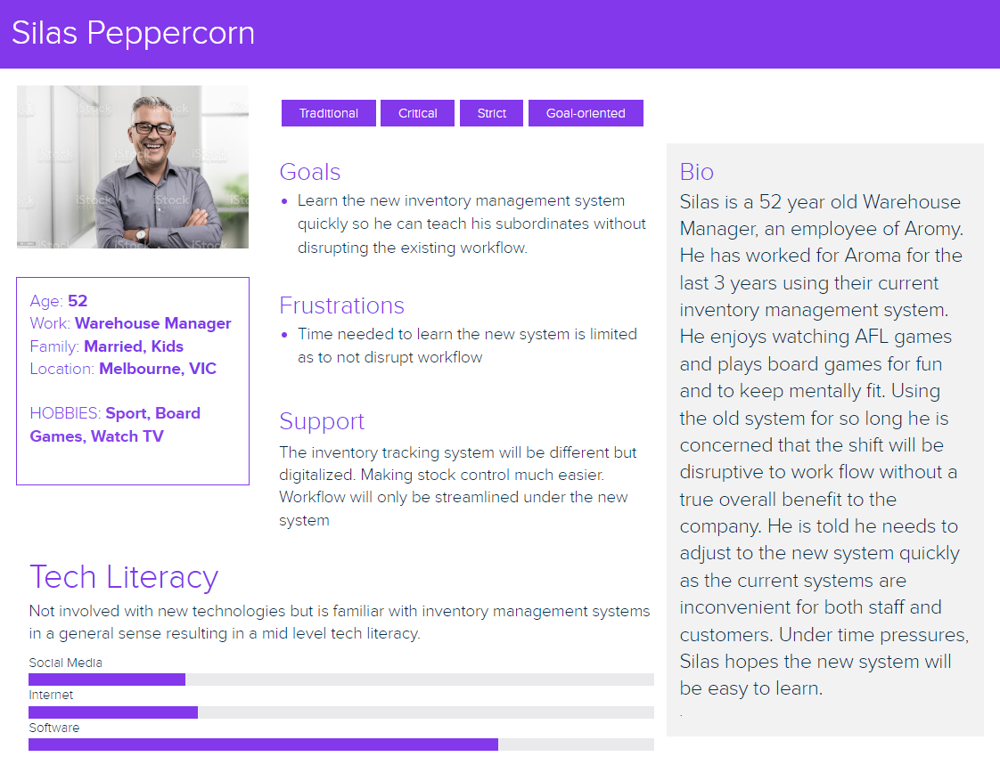 Silas Peppercorn
iStock
iStock
iStock
iStock
iStock
iStock
iStock
iStock
iStock
iStock
Age: 52
Work: Warehouse Manager
Family: Married, Kids
Location: Melbourne, VIC
HOBBIES: Sport, Board
Games, Watch TV
Traditional Critical Strict Goal-oriented
Goals
• Learn the new inventory management system
quickly so he can teach his subordinates without
disrupting the existing workflow.
Frustrations
• Time needed to learn the new system is limited
as to not disrupt workflow
Support
The inventory tracking system will be different but
digitalized. Making stock control much easier.
Workflow will only be streamlined under the new
system
Tech Literacy
Not involved with new technologies but is familiar with inventory management systems
in a general sense resulting in a mid level tech literacy.
Social Media
Internet
Software
Bio
Silas is a 52 year old Warehouse
Manager, an employee of Aromy.
He has worked for Aroma for the
last 3 years using their current
inventory management system.
He enjoys watching AFL games
and plays board games for fun
and to keep mentally fit. Using
the old system for so long he is
concerned that the shift will be
disruptive to work flow without a
true overall benefit to the
company. He is told he needs to
adjust to the new system quickly
as the current systems are
inconvenient for both staff and
customers. Under time pressures,
Silas hopes the new system will
be easy to learn.
.